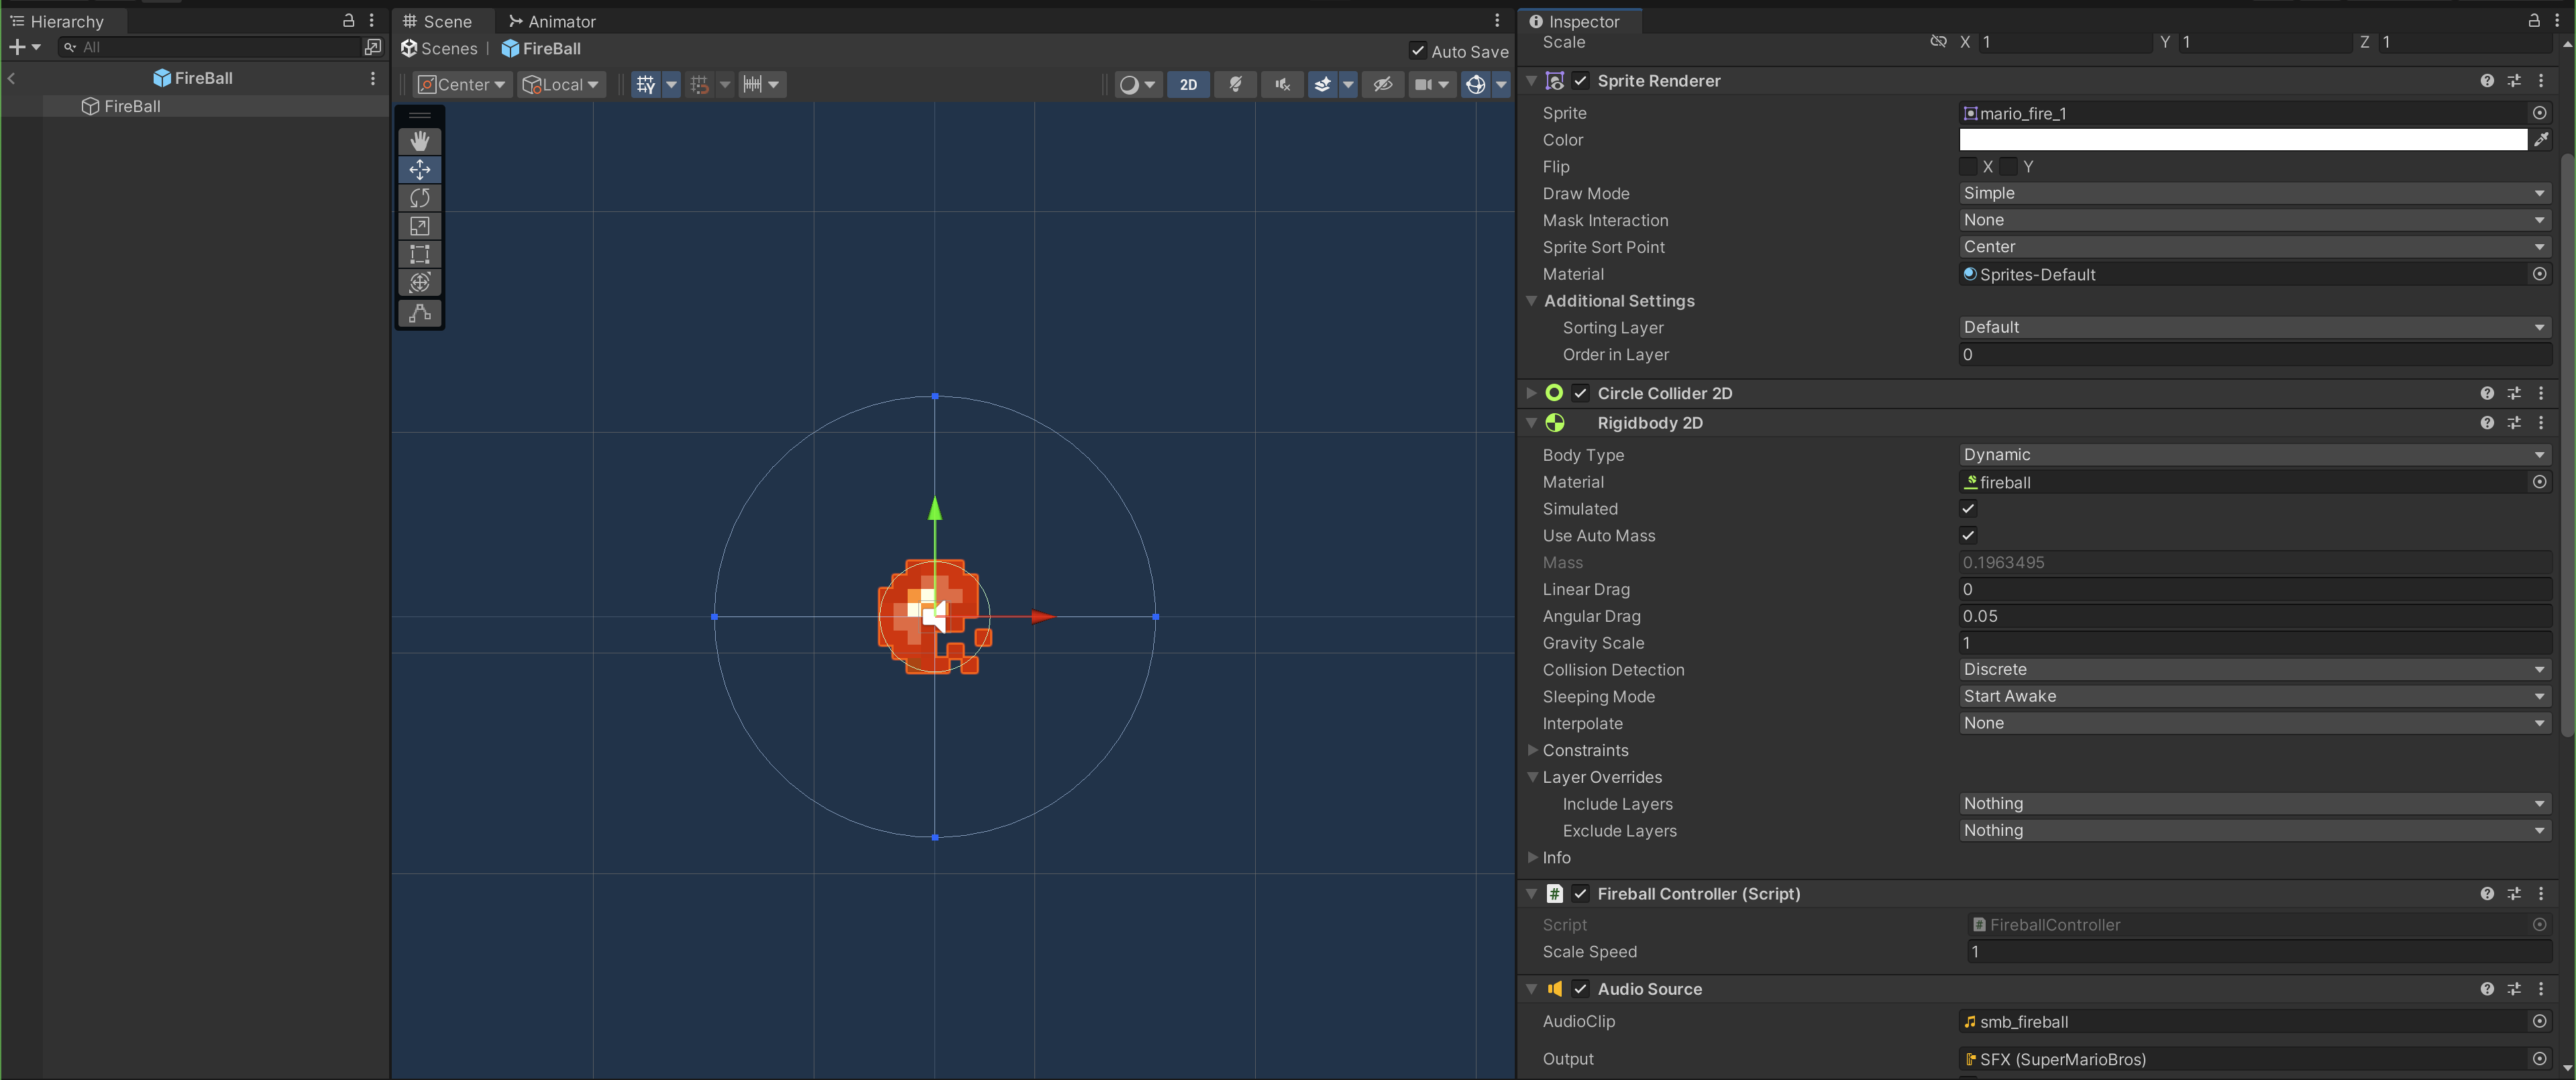 Hierarchy
All
FireBall
FireBall
Scene
Animator
Scenes
FireBall
Auto Save
Center
Local
2D
Inspector
Scale X 1 Y 1 Z 1
Sprite Renderer
Sprite mario_fire_1
Color
Flip X Y
Draw Mode Simple
Mask Interaction None
Sprite Sort Point Center
Material Sprites-Default
Additional Settings
Sorting Layer Default
Order in Layer 0
Circle Collider 2D
Rigidbody 2D
Body Type Dynamic
Material fireball
Simulated
Use Auto Mass
Mass 0.1963495
Linear Drag 0
Angular Drag 0.05
Gravity Scale 1
Collision Detection Discrete
Sleeping Mode Start Awake
Interpolate None
Constraints
Layer Overrides
Include Layers Nothing
Exclude Layers Nothing
Info
Fireball Controller (Script)
Script FireballController
Scale Speed 1
Audio Source
AudioClip smb_fireball
Output SFX (SuperMarioBros)